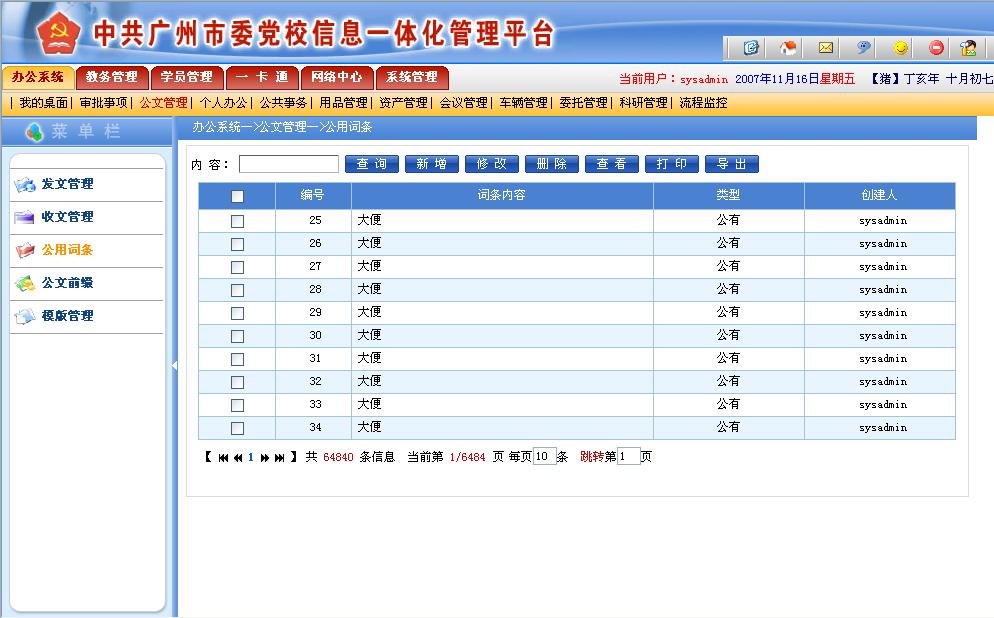 中共广州市委党校信息一体化管理平台
办公系统 教务管理 学员管理 一 卡 通 网络中心 系统管理 当前用户：sysadmin 2007年11月16日星期五 【猪】丁亥年 十月初七
| 我的桌面| 审批事项| 公文管理| 个人办公| 公共事务| 用品管理| 资产管理| 会议管理| 车辆管理| 委托管理| 科研管理| 流程监控
菜 单 栏
发文管理
收文管理
公用词条
公文前缀
模版管理
办公系统—>公文管理—>公用词条
内 容： 查 询 新 增 修 改 删 除 查 看 打 印 导 出
编号 词条内容 类型 创建人
25 大便 公有 sysadmin
26 大便 公有 sysadmin
27 大便 公有 sysadmin
28 大便 公有 sysadmin
29 大便 公有 sysadmin
30 大便 公有 sysadmin
31 大便 公有 sysadmin
32 大便 公有 sysadmin
33 大便 公有 sysadmin
34 大便 公有 sysadmin
【 1 】 共 64840 条信息 当前第 1/6484 页 每页10条 跳转第1页